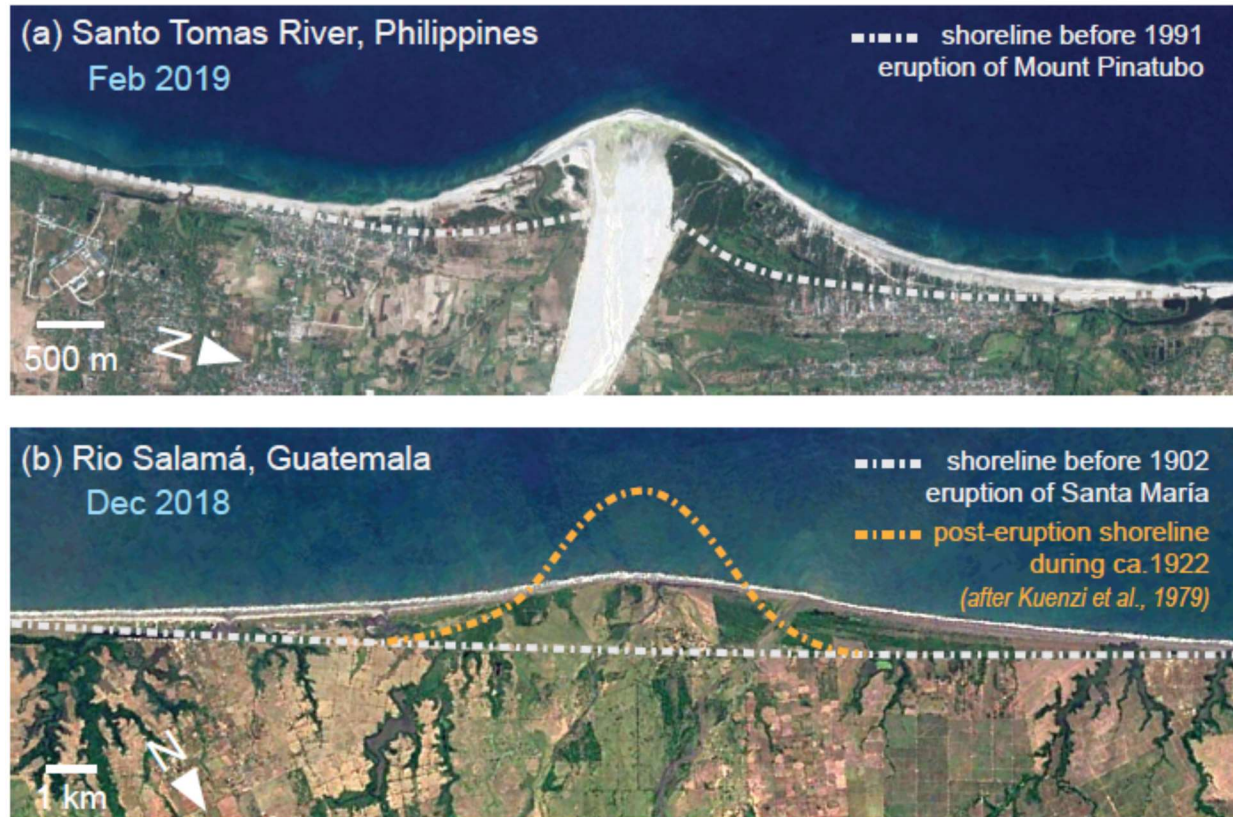 (a) Santo Tomas River, Philippines
Feb 2019
shoreline before 1991
eruption of Mount Pinatubo
500 m
N
(b) Rio Salamá, Guatemala
Dec 2018
shoreline before 1902
eruption of Santa María
post-eruption shoreline
during ca.1922
(after Kuenzi et al., 1979)
N
1 km